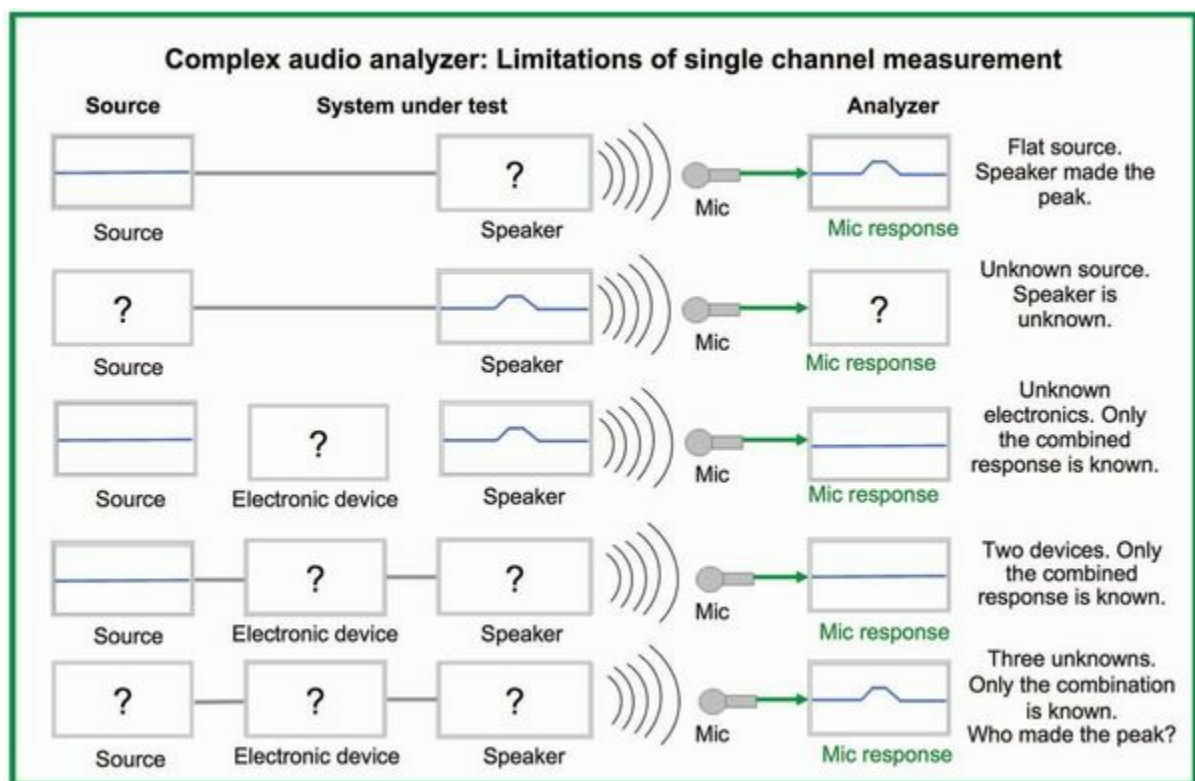 Complex audio analyzer: Limitations of single channel measurement
Source System under test Analyzer
?
Source
Speaker
Mic
Mic response
Flat source.
Speaker made the
peak.
?
?
Source
Speaker
Mic
Mic response
Unknown source.
Speaker is
unknown.
?
Source
Electronic device
Speaker
Mic
Mic response
Unknown
electronics. Only
the combined
response is known.
?
?
Source
Electronic device
Speaker
Mic
Mic response
Two devices. Only
the combined
response is known.
?
?
?
Source
Electronic device
Speaker
Mic
Mic response
Three unknowns.
Only the combination
is known.
Who made the peak?